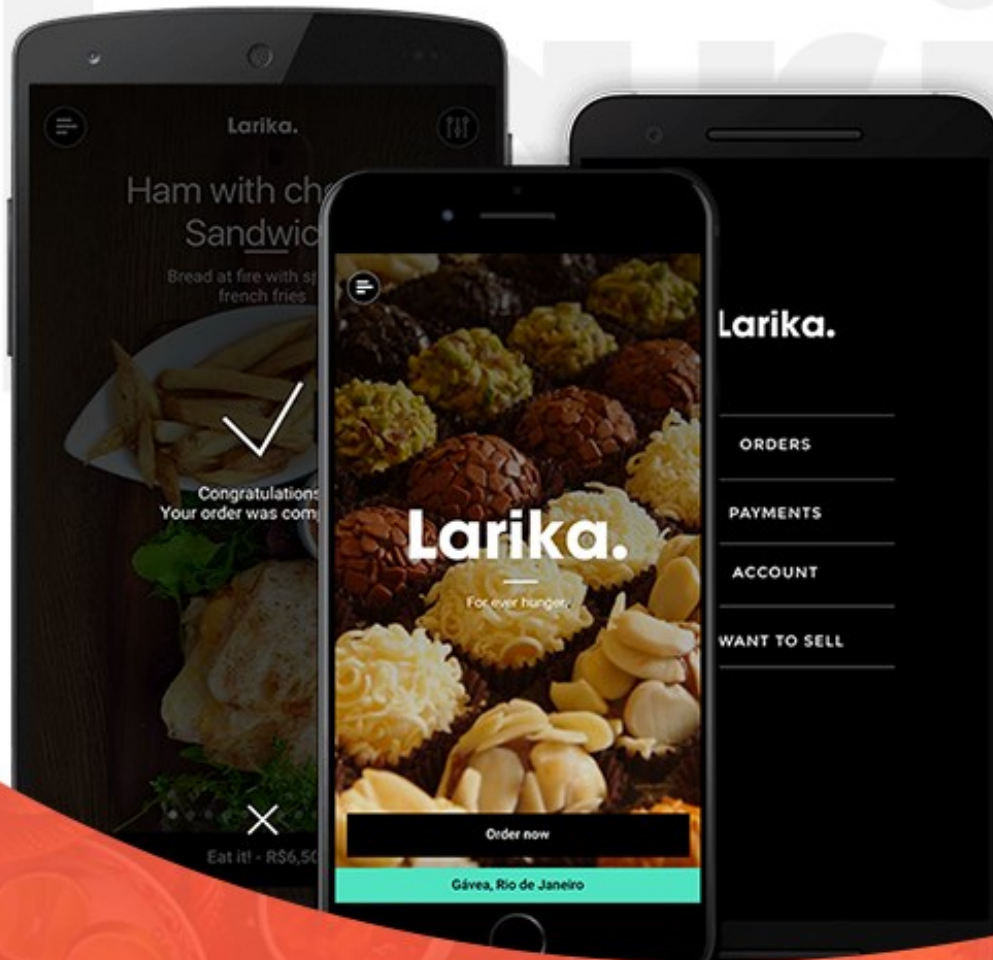 Larika.
Ham with che
Sandwic
Bread at fire with sp
french fries
Congratulations
Your order was comp
Eat it! - R$6,50
Larika.
For ever hunger.
Order now
Gávea, Rio de Janeiro
Larika.
ORDERS
PAYMENTS
ACCOUNT
WANT TO SELL